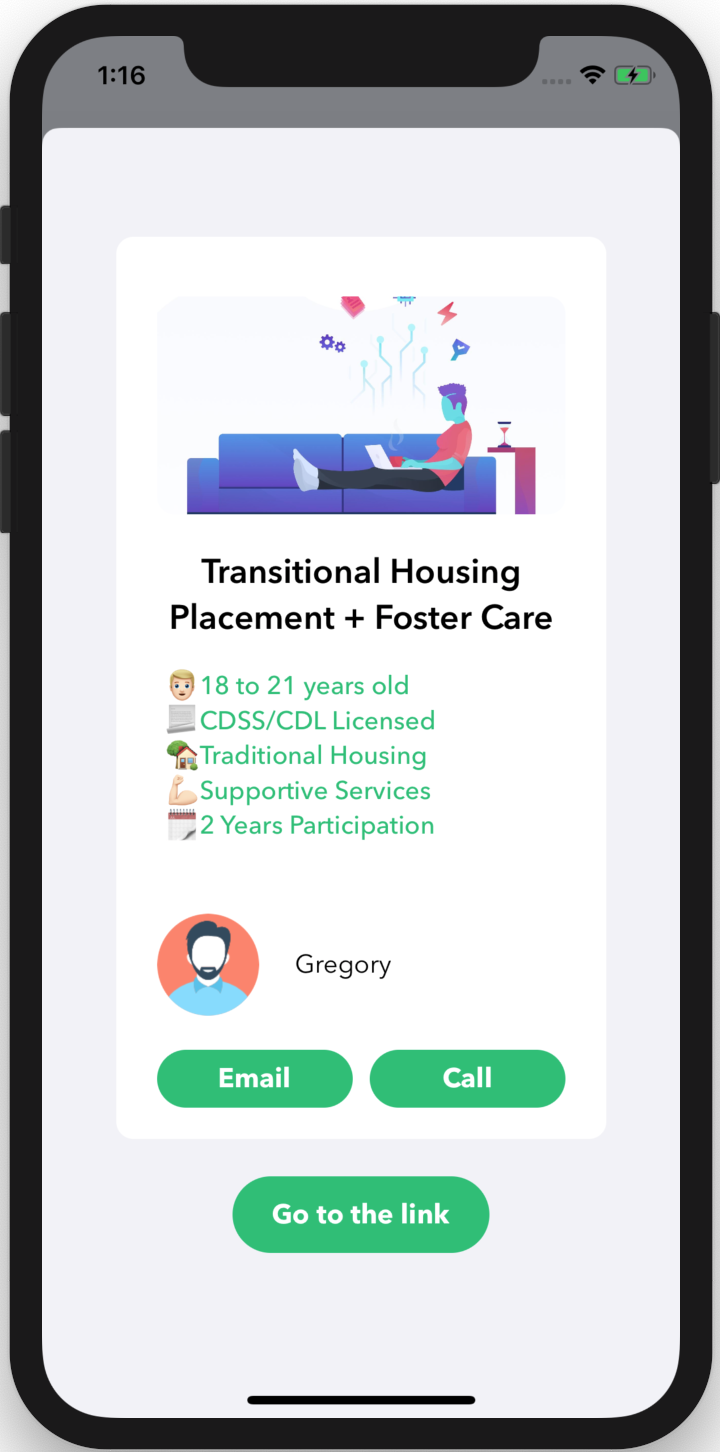 1:16
Transitional Housing
Placement + Foster Care
18 to 21 years old
CDSS/CDL Licensed
Traditional Housing
Supportive Services
2 Years Participation
Gregory
Email Call
Go to the link